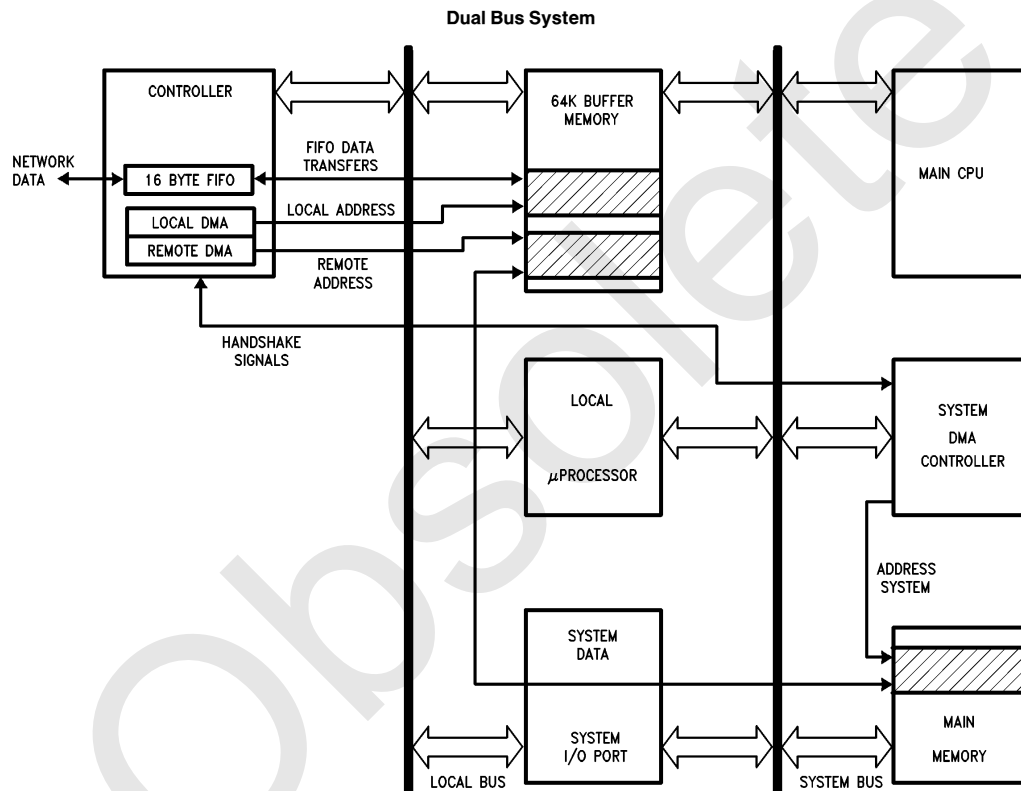 Dual Bus System
CONTROLLER
NETWORK
DATA
16 BYTE FIFO
LOCAL DMA
REMOTE DMA
FIFO DATA
TRANSFERS
LOCAL ADDRESS
REMOTE
ADDRESS
64K BUFFER
MEMORY
MAIN CPU
HANDSHAKE
SIGNALS
LOCAL
μPROCESSOR
SYSTEM
DMA
CONTROLLER
ADDRESS
SYSTEM
SYSTEM
DATA
SYSTEM
I/O PORT
MAIN
MEMORY
LOCAL BUS
SYSTEM BUS
Obsolete